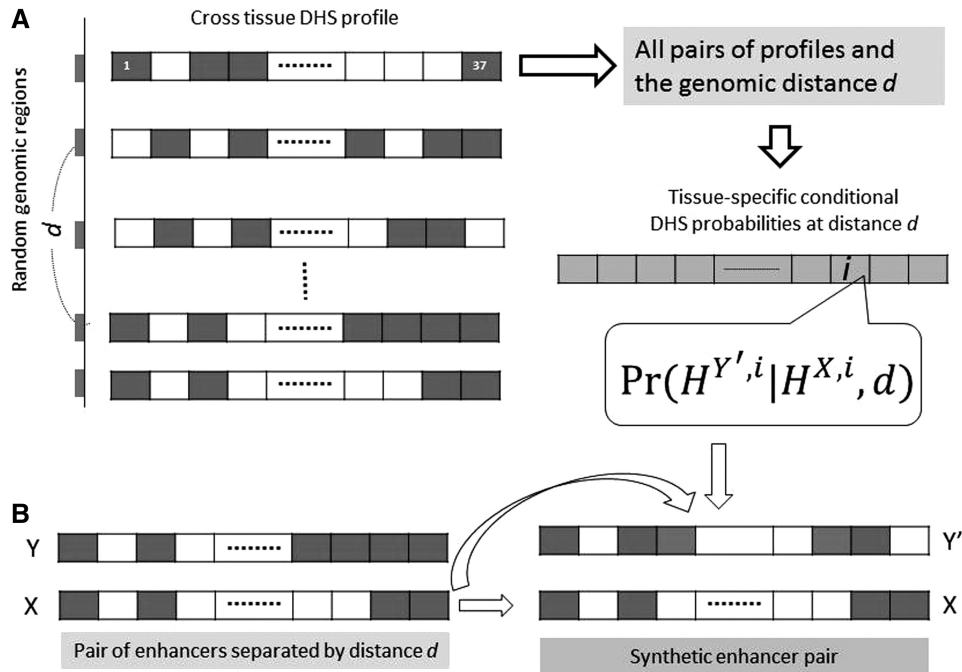 A
Cross tissue DHS profile
Random genomic regions
1
37
d
All pairs of profiles and
the genomic distance d
Tissue-specific conditional
DHS probabilities at distance d
i
Pr(H^{Y',i}|H^{X,i}, d)
B
Y
X
Pair of enhancers separated by distance d
Y'
X
Synthetic enhancer pair